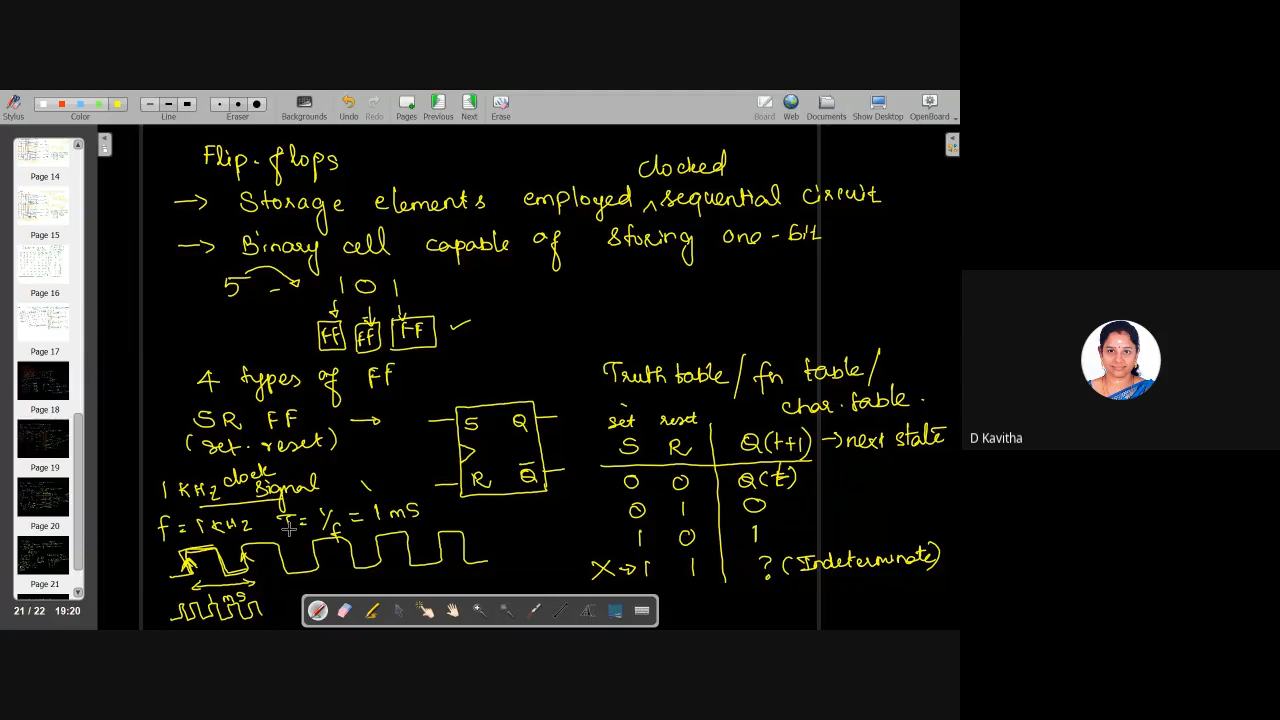 Stylus
Color
Line
Eraser
Backgrounds
Undo
Redo
Pages
Previous
Next
Erase
Board
Web
Documents
Show Desktop
OpenBoard
Page 14
Page 15
Page 16
Page 17
Page 18
Page 19
Page 20
Page 21
21 / 22 19:20
Flip-flops
clocked
→ Storage elements employed ^ sequential circuit
→ Binary cell capable of storing one-bit
5 - 1 0 1
FF FF FF ✓
4 types of FF
SR FF →
(set-reset)
S Q
R Q̅
1 KHz clock signal
f = 1 KHz T = 1/f = 1 ms
1 ms
Truth table / fn table /
char. table.
set reset
S R Q(t+1) → next state
0 0 Q(t)
0 1 0
1 0 1
X → 1 1 ? (Indeterminate)
D Kavitha